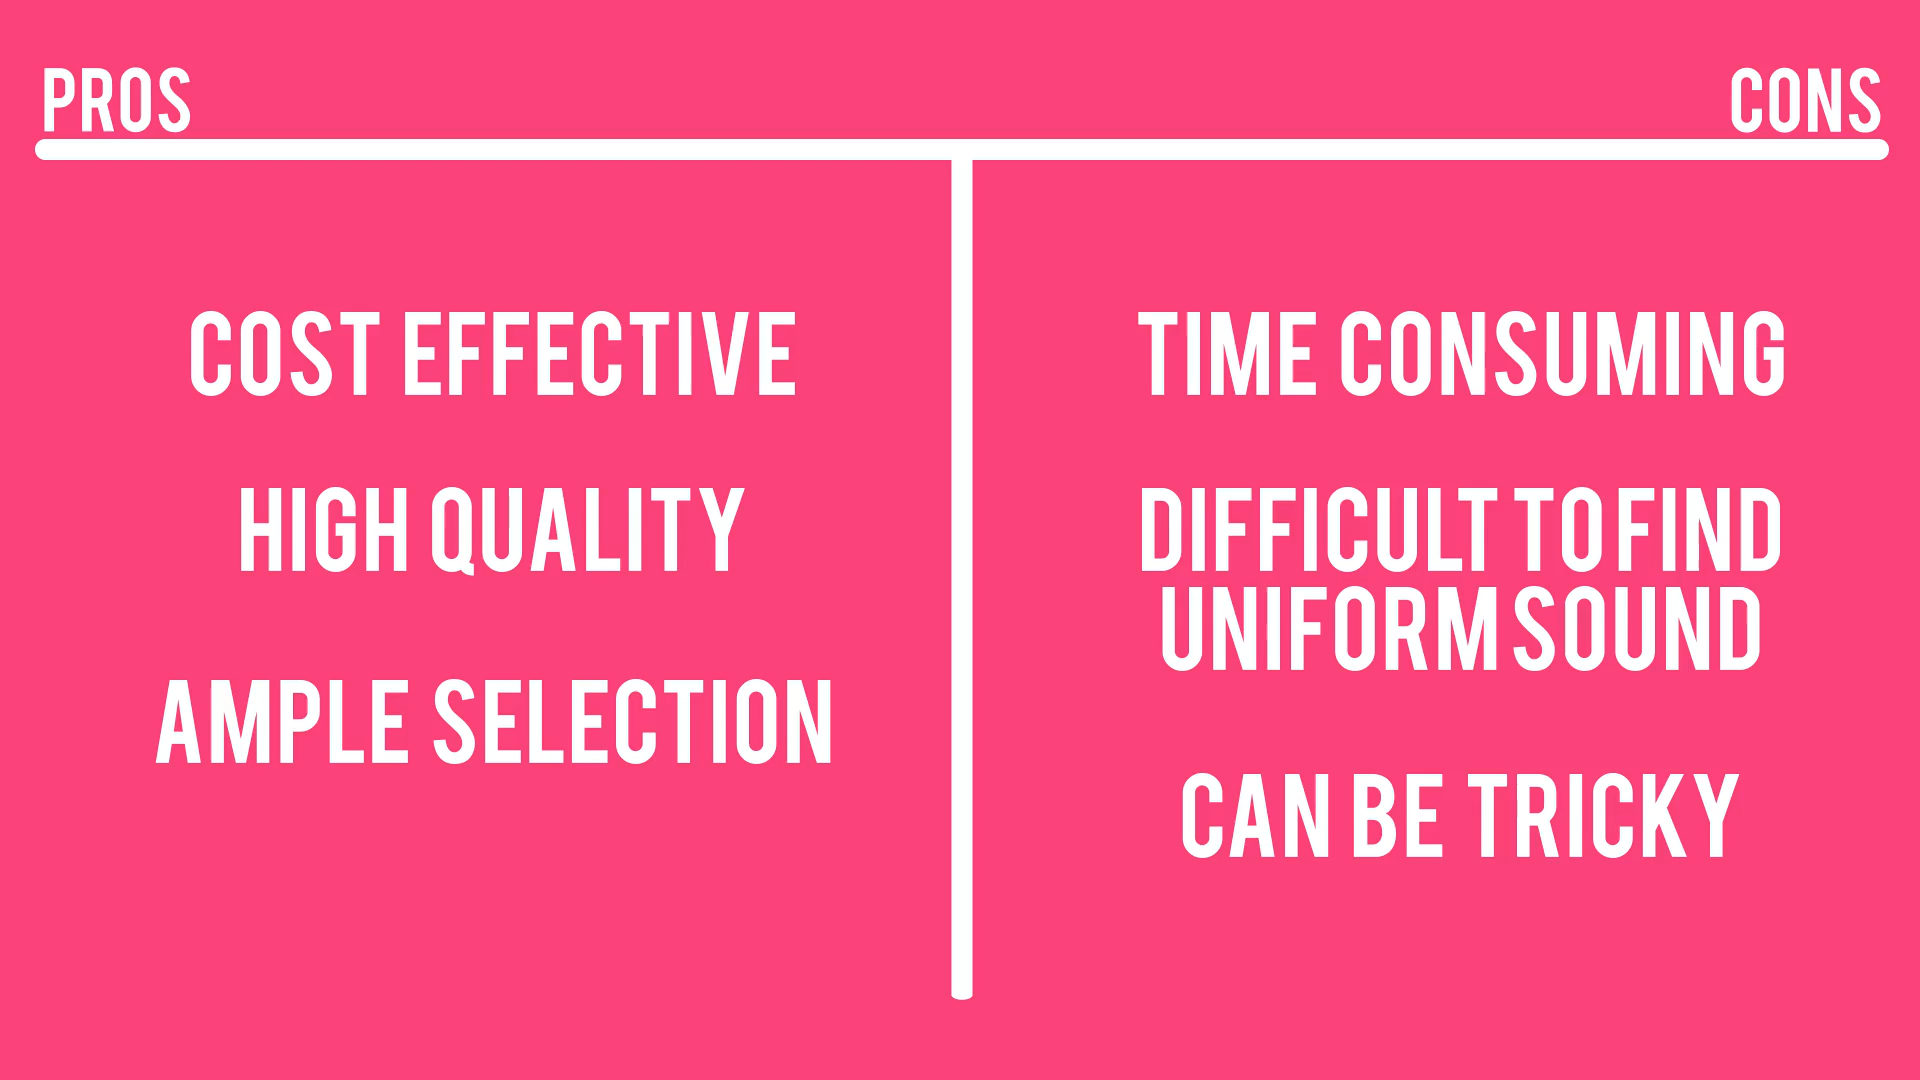 PROS
CONS
COST EFFECTIVE
HIGH QUALITY
AMPLE SELECTION
TIME CONSUMING
DIFFICULT TO FIND
UNIFORM SOUND
CAN BE TRICKY